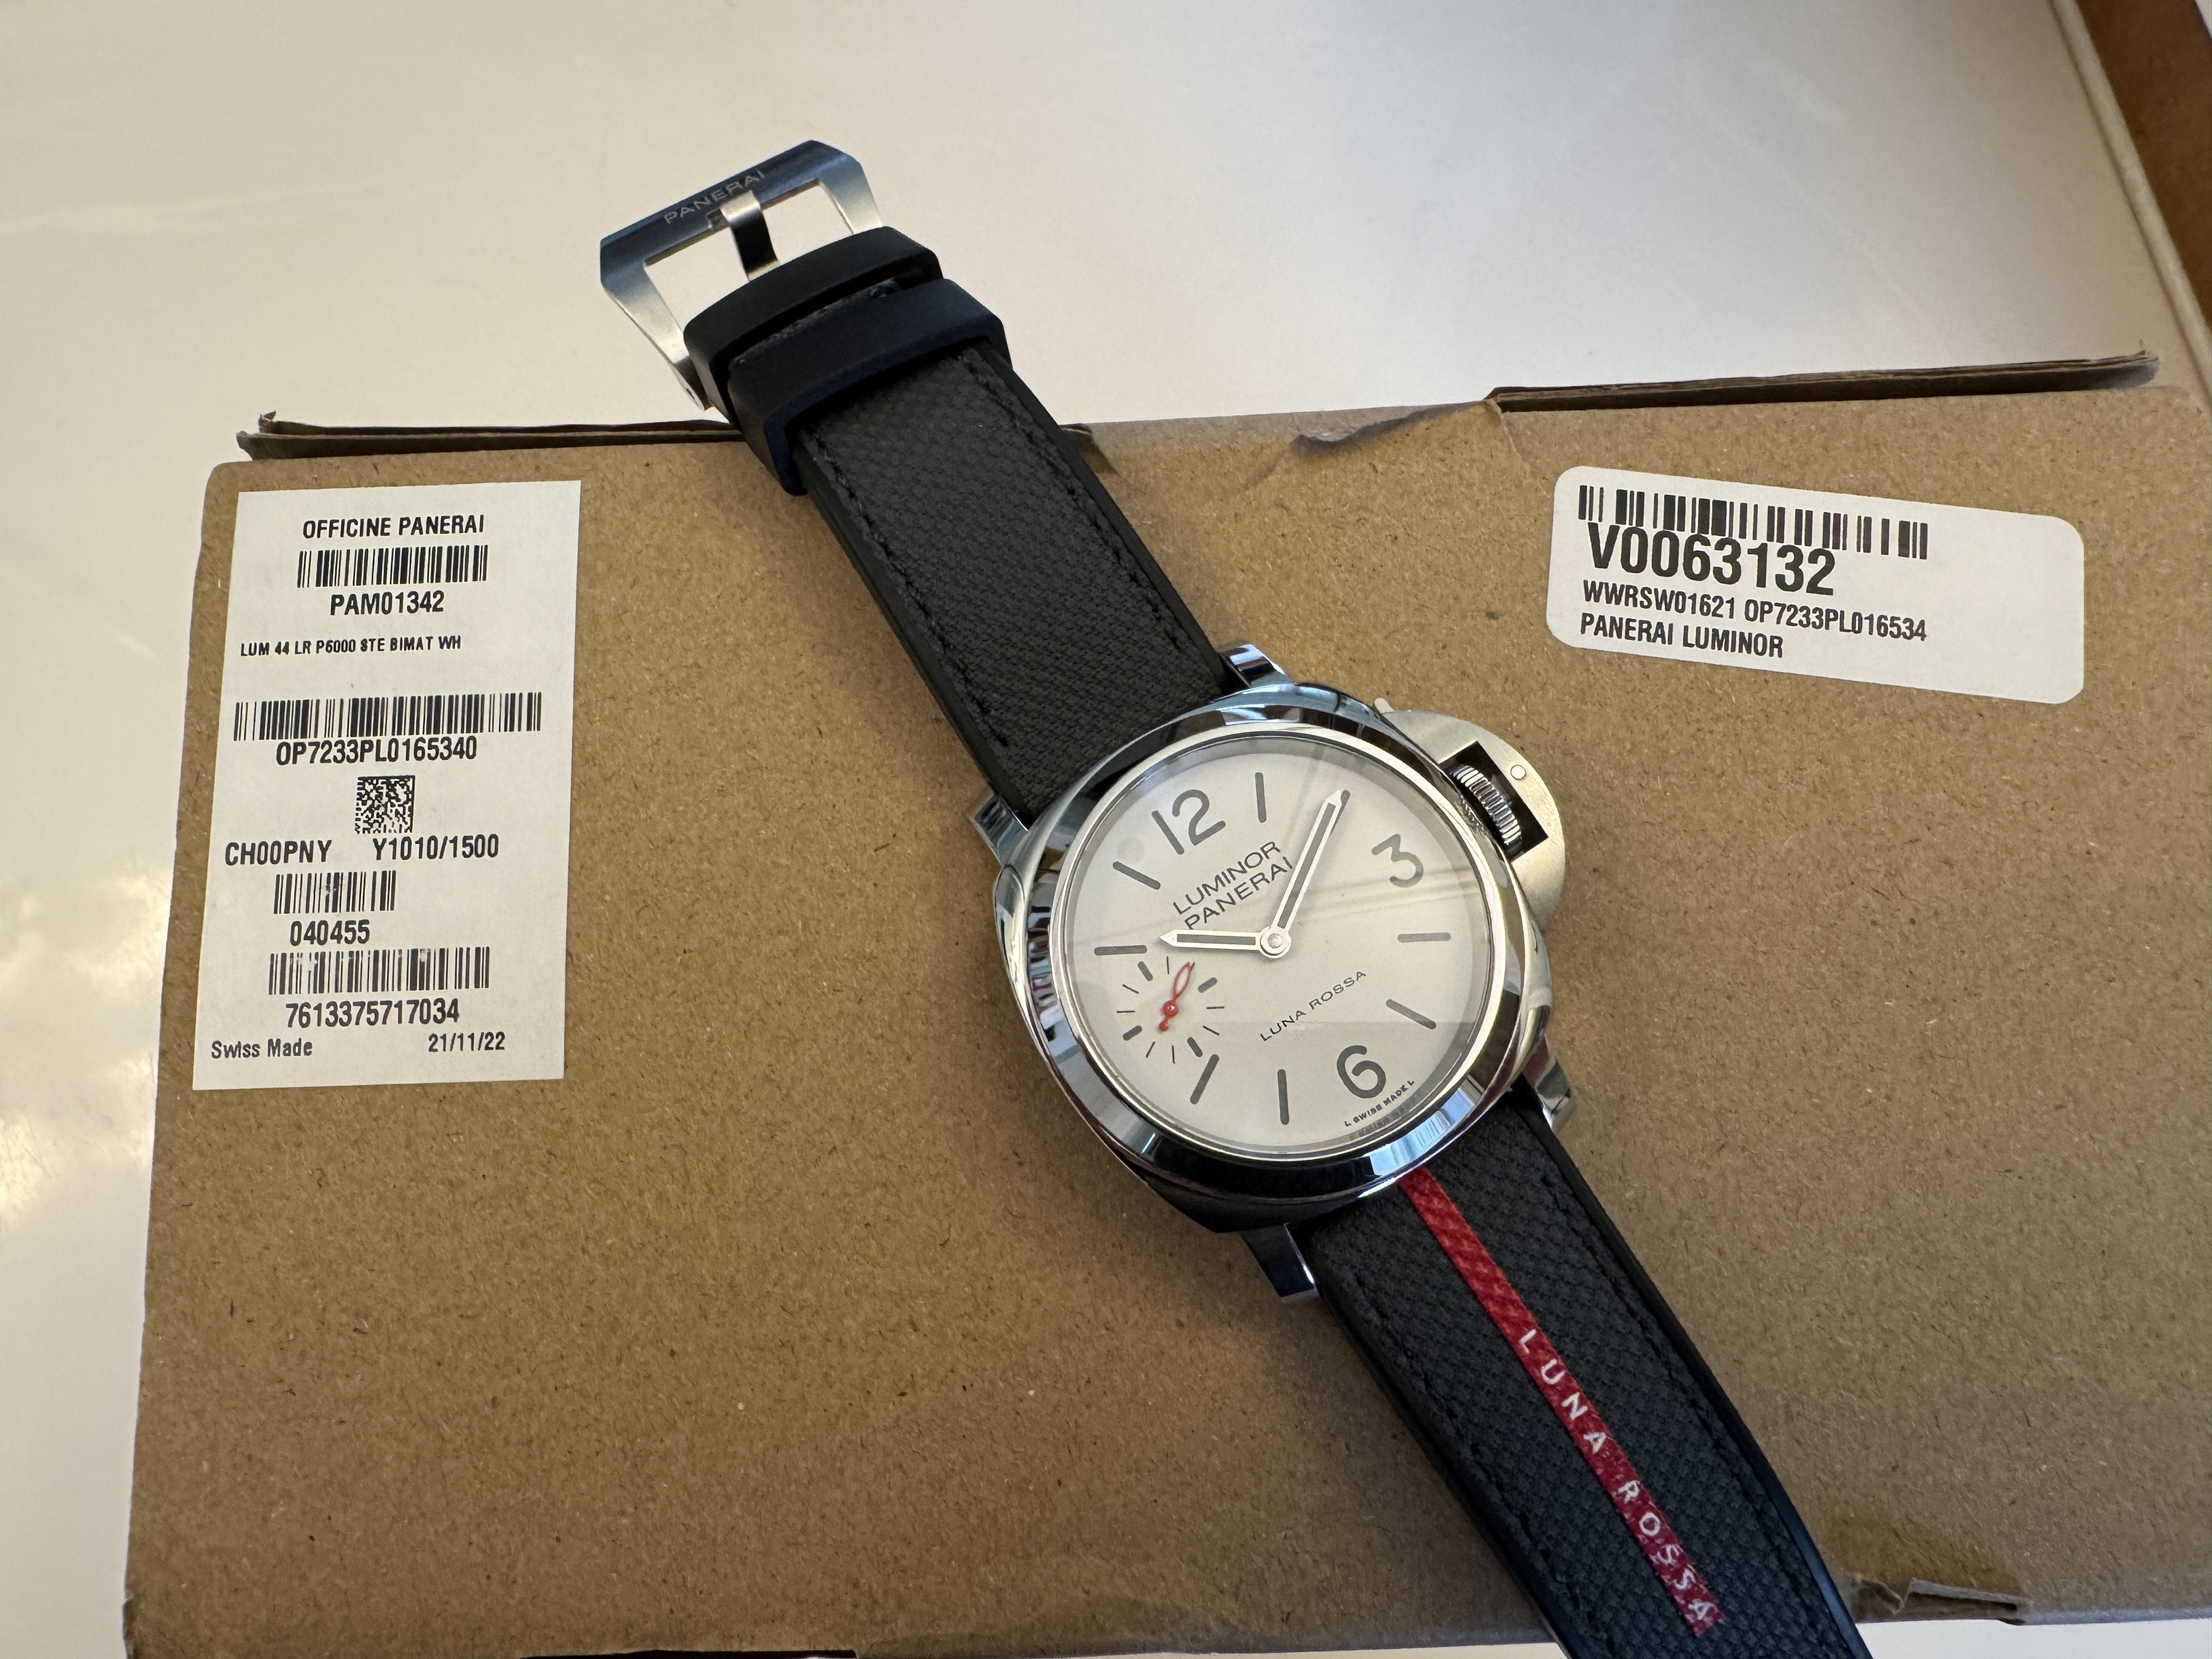 PANERAI
OFFICINE PANERAI
PAM01342
LUM 44 LR P6000 STE BIMAT WH
OP7233PL0165340
CH00PNY Y1010/1500
040455
7613375717034
Swiss Made 21/11/22
V0063132
WWRSW01621 OP7233PL016534
PANERAI LUMINOR
12
3
LUMINOR
PANERAI
LUNA ROSSA
6
L SWISS MADE L
LUNA ROSSA